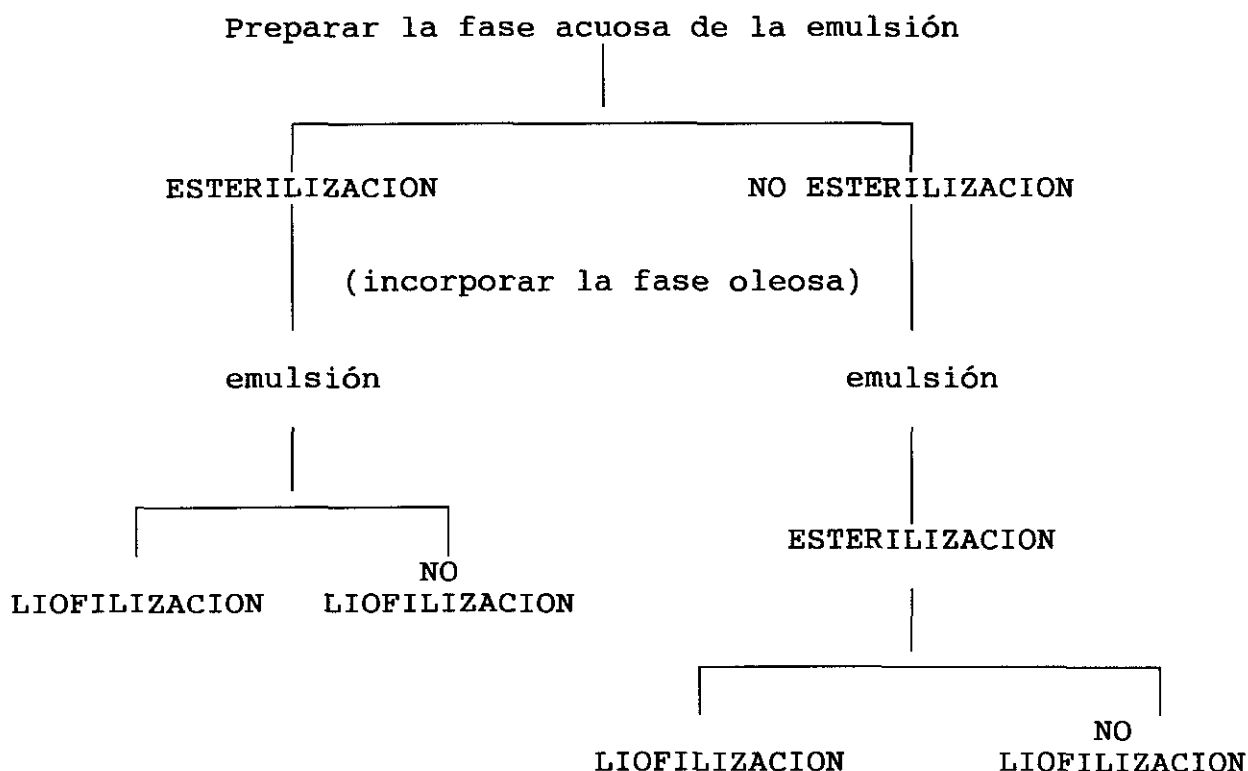 Preparar la fase acuosa de la emulsión
ESTERILIZACION NO ESTERILIZACION
(incorporar la fase oleosa)
emulsión emulsión
ESTERILIZACION
NO
LIOFILIZACION LIOFILIZACION
NO
LIOFILIZACION LIOFILIZACION